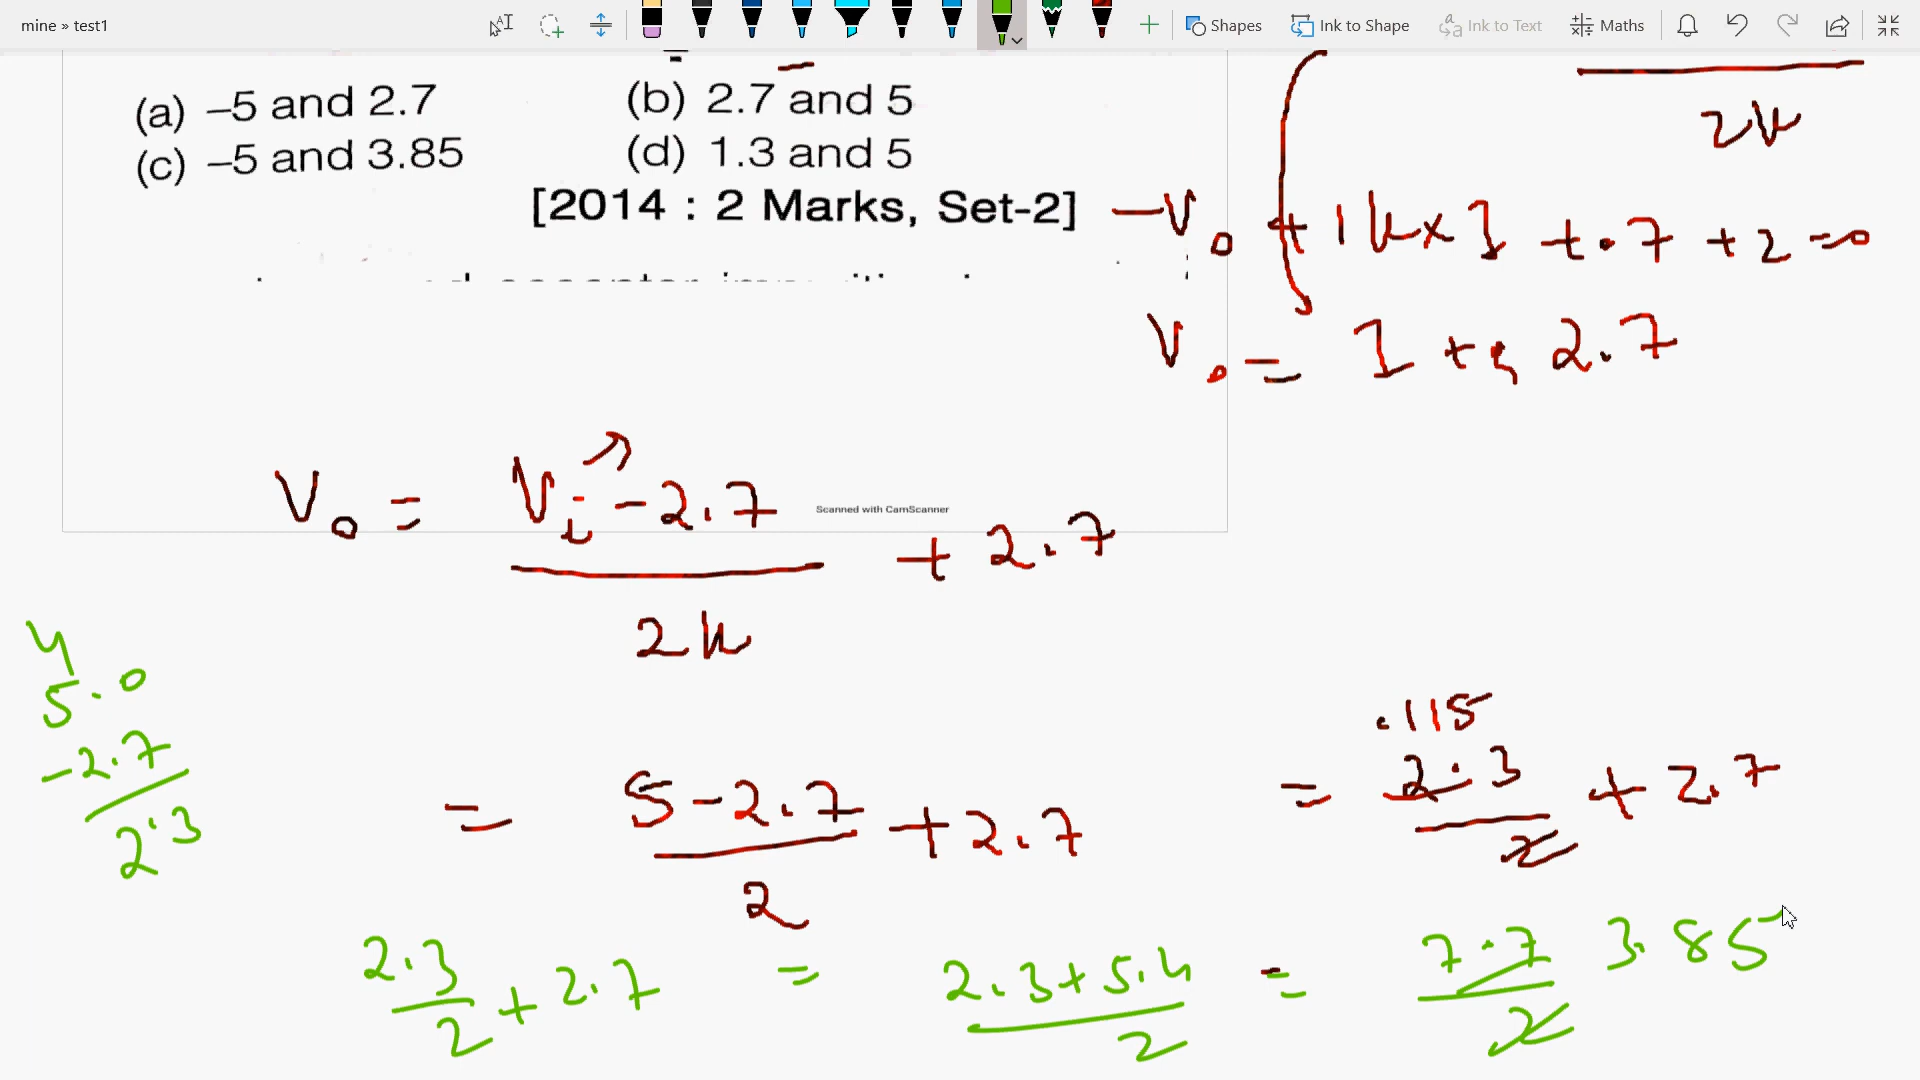 mine » test1
Shapes Ink to Shape Ink to Text Maths
(a) –5 and 2.7 (b) 2.7 and 5
(c) –5 and 3.85 (d) 1.3 and 5
[2014 : 2 Marks, Set-2]
2k
-V0 + 1k×I + .7 + 2 = 0
V0 = I + 2.7
V0 = Vi - 2.7
+ 2.7
2k
Scanned with CamScanner
4
5.0
-2.7
2.3
= 5 - 2.7 + 2.7
2
.115
= 2.3 + 2.7
2
2.3
2 + 2.7 = 2.3 + 5.4
2
= 7.7
2
3.85